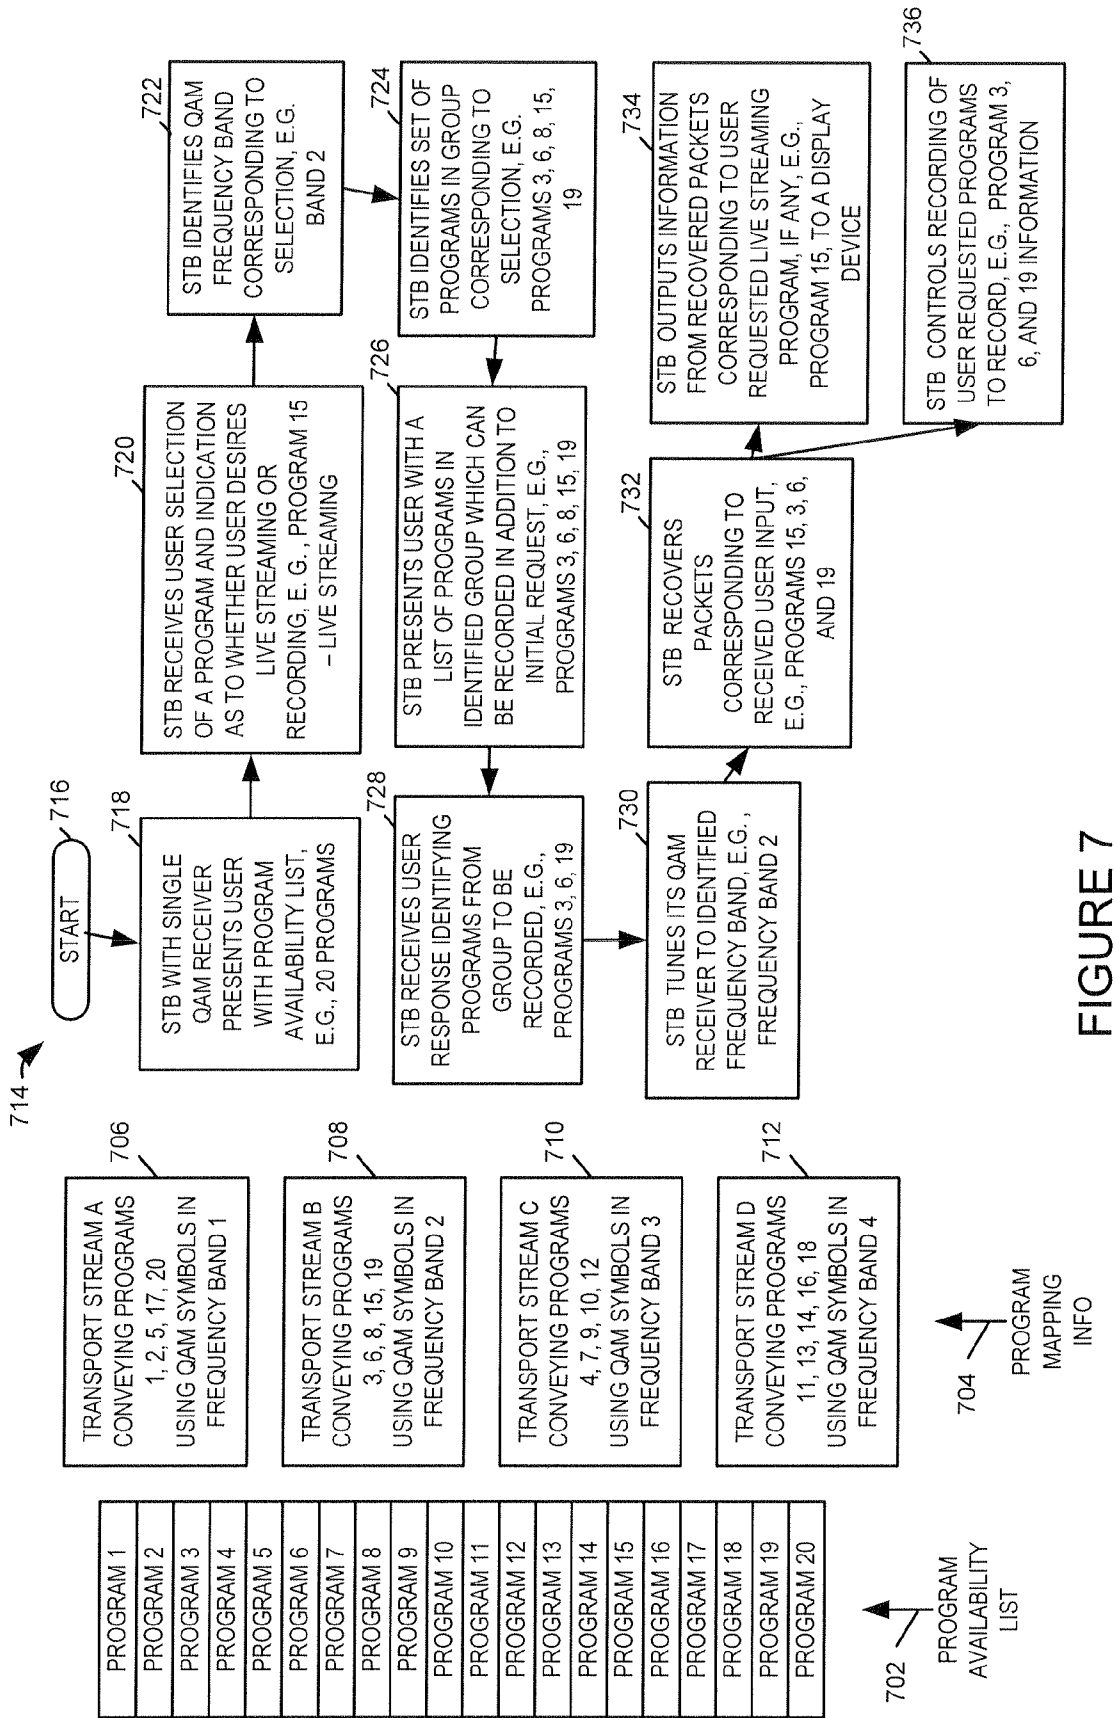 PROGRAM 1
PROGRAM 2
PROGRAM 3
PROGRAM 4
PROGRAM 5
PROGRAM 6
PROGRAM 7
PROGRAM 8
PROGRAM 9
PROGRAM 10
PROGRAM 11
PROGRAM 12
PROGRAM 13
PROGRAM 14
PROGRAM 15
PROGRAM 16
PROGRAM 17
PROGRAM 18
PROGRAM 19
PROGRAM 20
702
PROGRAM
AVAILABILITY
LIST
706
TRANSPORT STREAM A
CONVEYING PROGRAMS
1, 2, 5, 17, 20
USING QAM SYMBOLS IN
FREQUENCY BAND 1
708
TRANSPORT STREAM B
CONVEYING PROGRAMS
3, 6, 8, 15, 19
USING QAM SYMBOLS IN
FREQUENCY BAND 2
710
TRANSPORT STREAM C
CONVEYING PROGRAMS
4, 7, 9, 10, 12
USING QAM SYMBOLS IN
FREQUENCY BAND 3
712
TRANSPORT STREAM D
CONVEYING PROGRAMS
11, 13, 14, 16, 18
USING QAM SYMBOLS IN
FREQUENCY BAND 4
704
PROGRAM
MAPPING
INFO
714
716
START
718
STB WITH SINGLE
QAM RECEIVER
PRESENTS USER
WITH PROGRAM
AVAILABILITY LIST,
E.G., 20 PROGRAMS
720
STB RECEIVES USER SELECTION
OF A PROGRAM AND INDICATION
AS TO WHETHER USER DESIRES
LIVE STREAMING OR
RECORDING, E. G., PROGRAM 15
– LIVE STREAMING
722
STB IDENTIFIES QAM
FREQUENCY BAND
CORRESPONDING TO
SELECTION, E.G.
BAND 2
724
STB IDENTIFIES SET OF
PROGRAMS IN GROUP
CORRESPONDING TO
SELECTION, E.G.
PROGRAMS 3, 6, 8, 15,
19
726
STB PRESENTS USER WITH A
LIST OF PROGRAMS IN
IDENTIFIED GROUP WHICH CAN
BE RECORDED IN ADDITION TO
INITIAL REQUEST, E.G.,
PROGRAMS 3, 6, 8, 15, 19
728
STB RECEIVES USER
RESPONSE IDENTIFYING
PROGRAMS FROM
GROUP TO BE
RECORDED, E.G.,
PROGRAMS 3, 6, 19
730
STB TUNES ITS QAM
RECEIVER TO IDENTIFIED
FREQUENCY BAND, E.G. ,
FREQUENCY BAND 2
732
STB RECOVERS
PACKETS
CORRESPONDING TO
RECEIVED USER INPUT,
E.G., PROGRAMS 15, 3, 6,
AND 19
734
STB OUTPUTS INFORMATION
FROM RECOVERED PACKETS
CORRESPONDING TO USER
REQUESTED LIVE STREAMING
PROGRAM, IF ANY, E.G.,
PROGRAM 15, TO A DISPLAY
DEVICE
736
STB CONTROLS RECORDING OF
USER REQUESTED PROGRAMS
TO RECORD, E.G., PROGRAM 3,
6, AND 19 INFORMATION
FIGURE 7